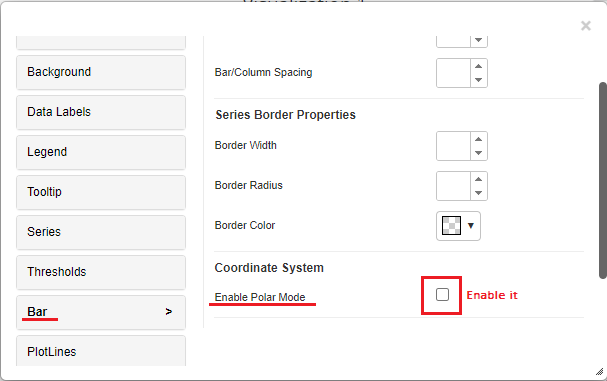 Background
Data Labels
Legend
Tooltip
Series
Thresholds
Bar >
PlotLines
Bar/Column Spacing
Series Border Properties
Border Width
Border Radius
Border Color
Coordinate System
Enable Polar Mode
Enable it